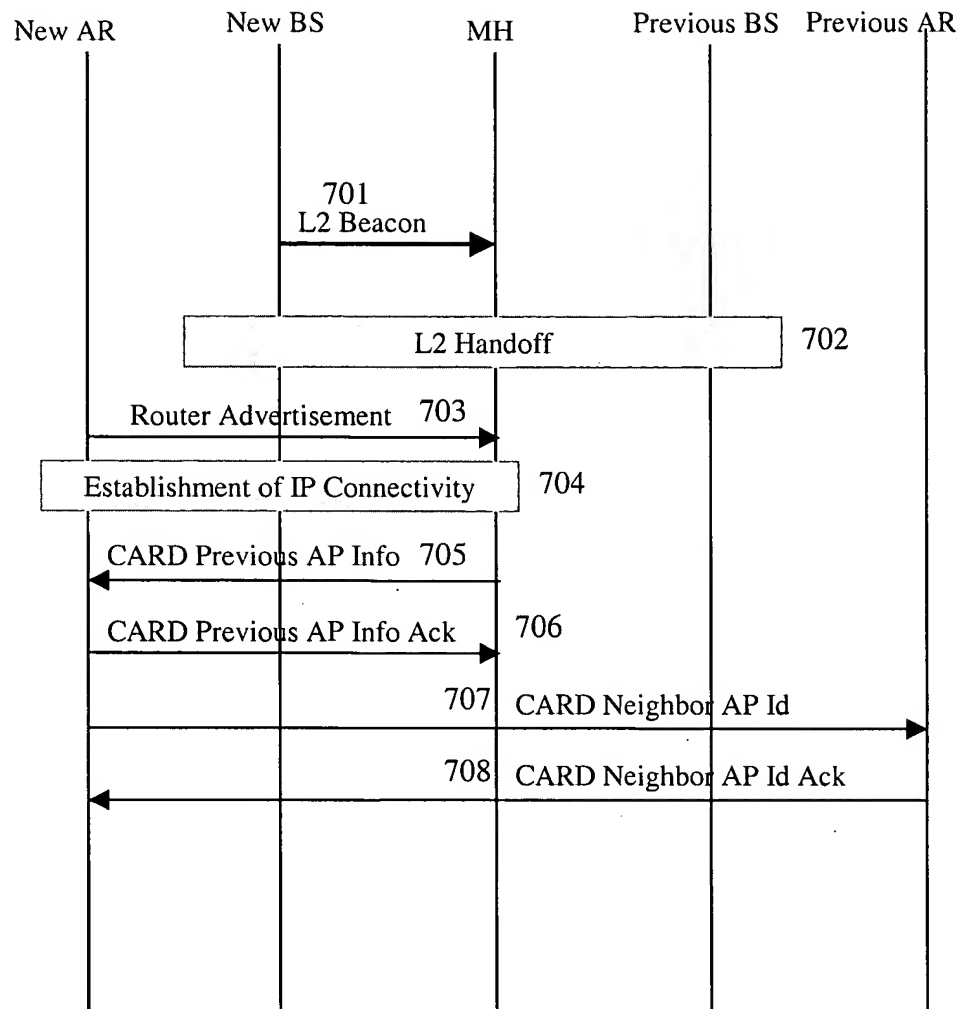 New AR
New BS
MH
Previous BS
Previous AR
701
L2 Beacon
L2 Handoff
702
Router Advertisement
703
Establishment of IP Connectivity
704
CARD Previous AP Info
705
CARD Previous AP Info Ack
706
707
CARD Neighbor AP Id
708
CARD Neighbor AP Id Ack